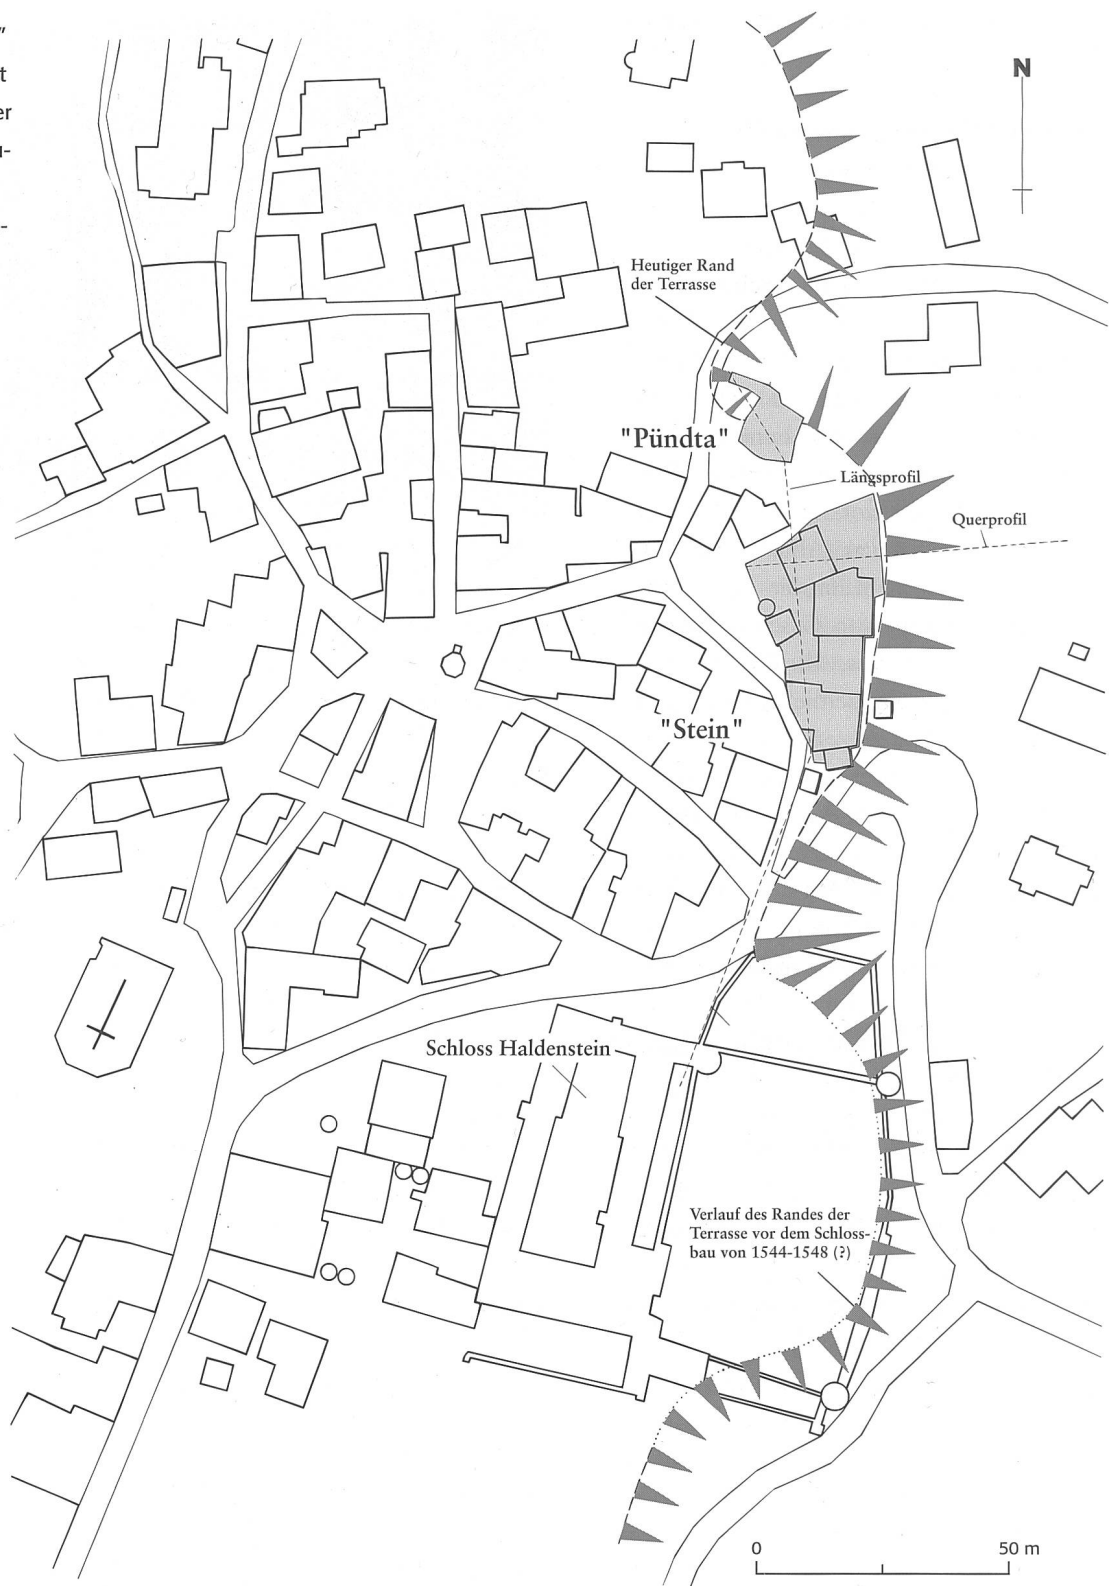 "
t
er
-
-
N
Heutiger Rand
der Terrasse
"Pündta"
Längsprofil
Querprofil
"Stein"
Schloss Haldenstein
Verlauf des Randes der
Terrasse vor dem Schloss-
bau von 1544-1548 (?)
0 50 m